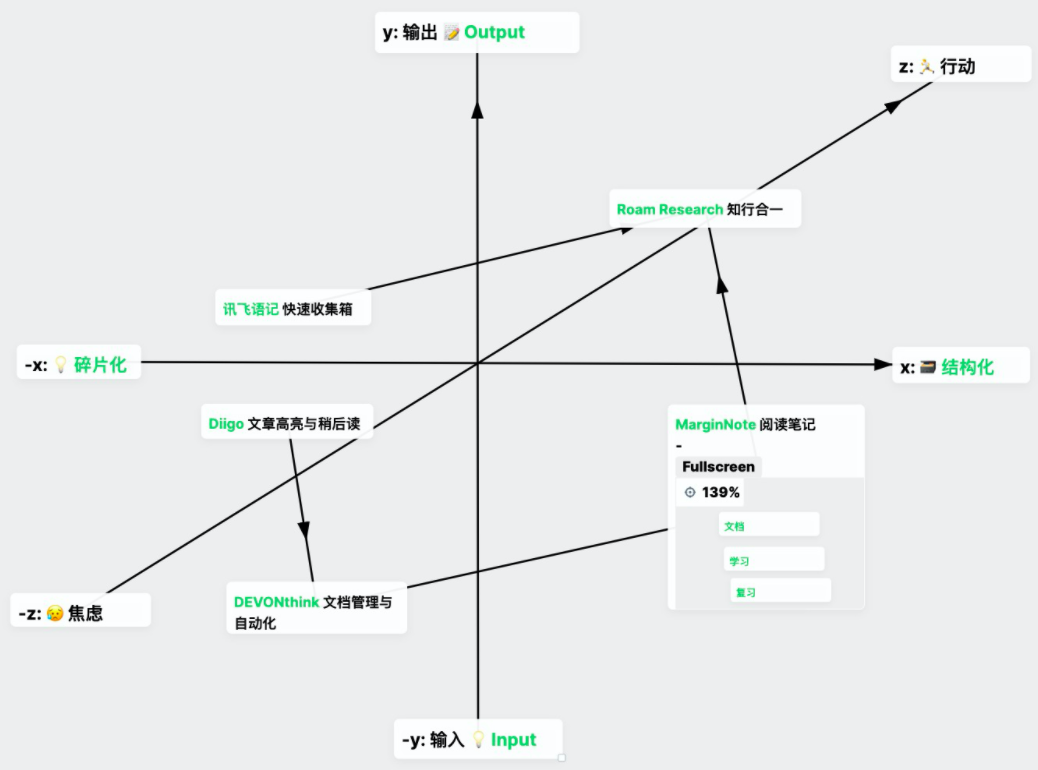 y: 输出 📝 Output
z: 🏃 行动
Roam Research 知行合一
讯飞语记 快速收集箱
-x: 💡 碎片化
x: 🗃️ 结构化
Diigo 文章高亮与稍后读
MarginNote 阅读笔记
-
Fullscreen
139%
文档
学习
复习
DEVONthink 文档管理与
自动化
-z: 😥 焦虑
-y: 输入 💡 Input